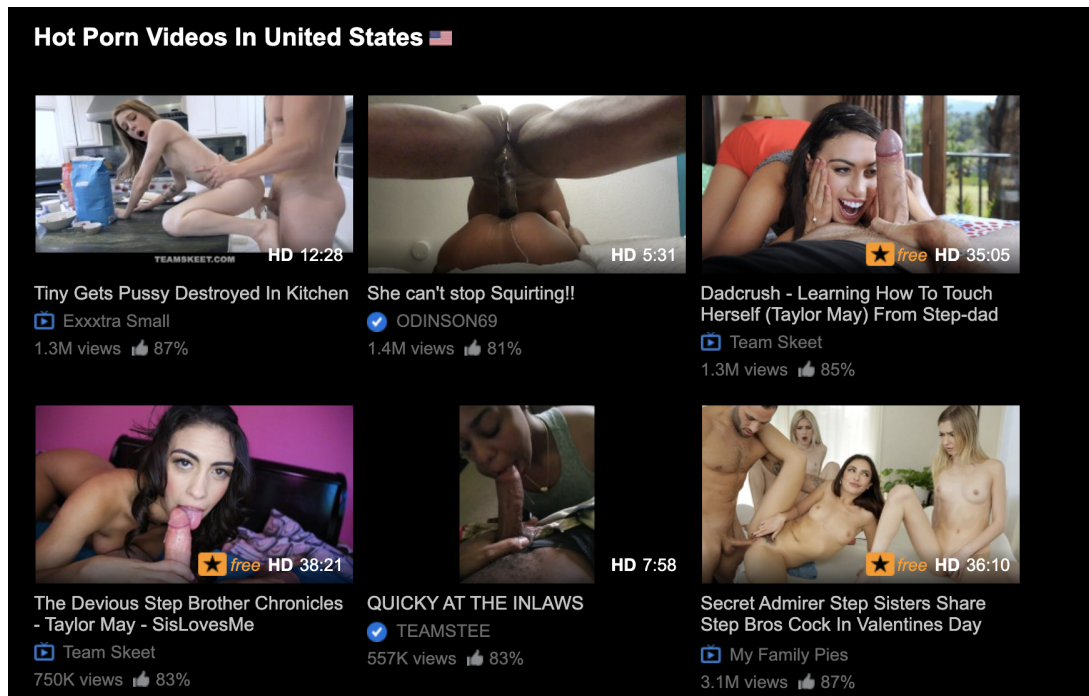 Hot Porn Videos In United States
TEAMSKEET.COM
HD 12:28
HD 5:31
free HD 35:05
Tiny Gets Pussy Destroyed In Kitchen
Exxxtra Small
1.3M views 87%
She can't stop Squirting!!
ODINSON69
1.4M views 81%
Dadcrush - Learning How To Touch
Herself (Taylor May) From Step-dad
Team Skeet
1.3M views 85%
free HD 38:21
HD 7:58
free HD 36:10
The Devious Step Brother Chronicles
- Taylor May - SisLovesMe
Team Skeet
750K views 83%
QUICKY AT THE INLAWS
TEAMSTEE
557K views 83%
Secret Admirer Step Sisters Share
Step Bros Cock In Valentines Day
My Family Pies
3.1M views 87%